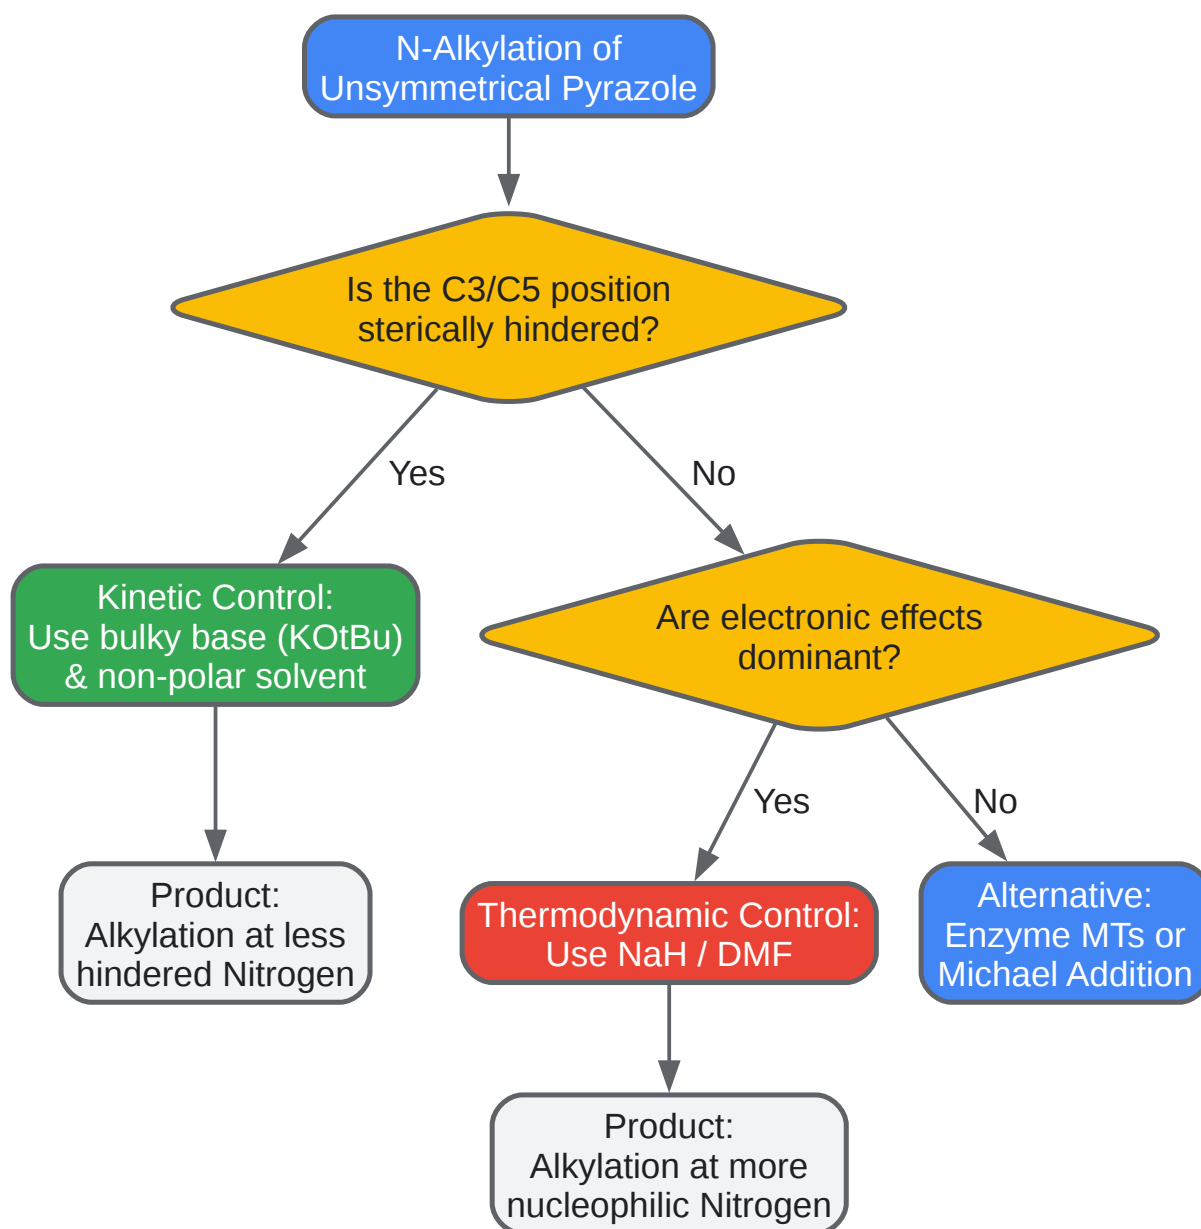 N-Alkylation of
Unsymmetrical Pyrazole
Is the C3/C5 position
sterically hindered?
Yes
No
Kinetic Control:
Use bulky base (KOtBu)
& non-polar solvent
Are electronic effects
dominant?
Yes
No
Product:
Alkylation at less
hindered Nitrogen
Thermodynamic Control:
Use NaH / DMF
Alternative:
Enzyme MTs or
Michael Addition
Product:
Alkylation at more
nucleophilic Nitrogen